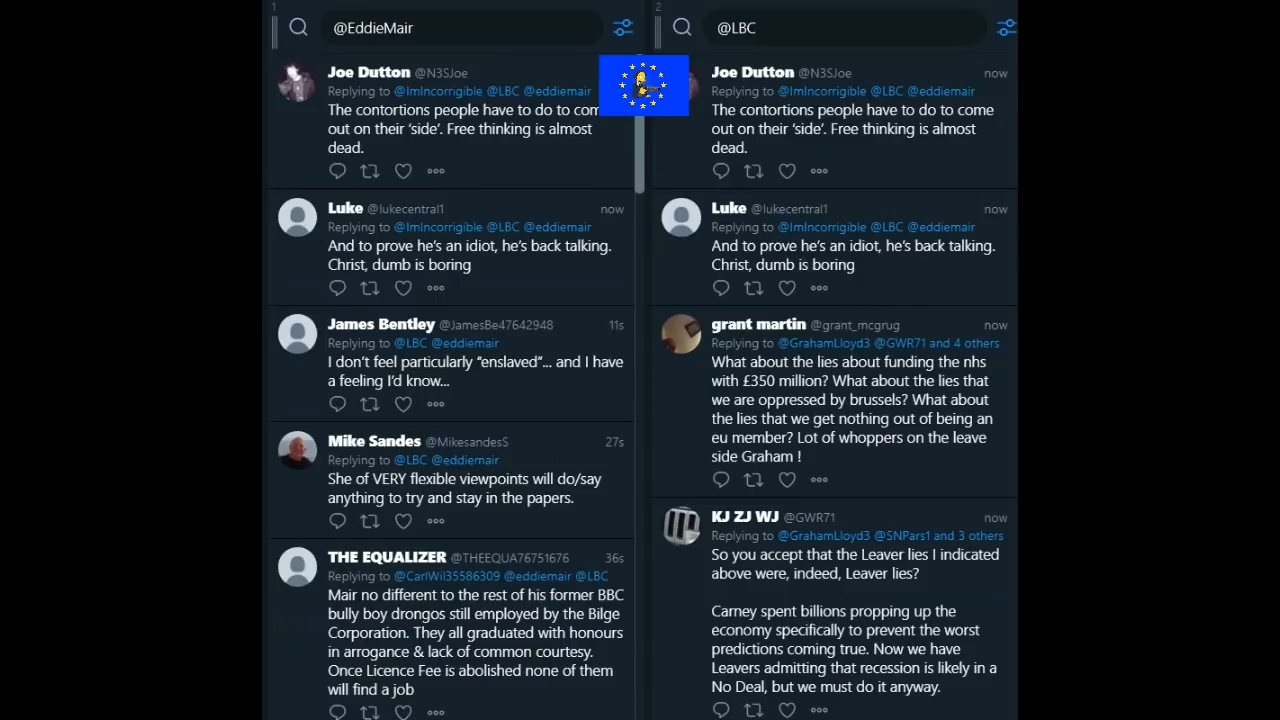 1
@EddieMair
Joe Dutton @N3SJoe
Replying to @ImIncorrigible @LBC @eddiemair
The contortions people have to do to com
out on their ‘side’. Free thinking is almost
dead.
Luke @lukecentral1 now
Replying to @ImIncorrigible @LBC @eddiemair
And to prove he’s an idiot, he’s back talking.
Christ, dumb is boring
James Bentley @JamesBe47642948 11s
Replying to @LBC @eddiemair
I don’t feel particularly “enslaved”... and I have
a feeling I’d know...
Mike Sandes @MikesandesS 27s
Replying to @LBC @eddiemair
She of VERY flexible viewpoints will do/say
anything to try and stay in the papers.
THE EQUALIZER @THEEQUA76751676 36s
Replying to @CarlWil35586309 @eddiemair @LBC
Mair no different to the rest of his former BBC
bully boy drongos still employed by the Bilge
Corporation. They all graduated with honours
in arrogance & lack of common courtesy.
Once Licence Fee is abolished none of them
will find a job
2
@LBC
Joe Dutton @N3SJoe now
Replying to @ImIncorrigible @LBC @eddiemair
The contortions people have to do to come
out on their ‘side’. Free thinking is almost
dead.
Luke @lukecentral1 now
Replying to @ImIncorrigible @LBC @eddiemair
And to prove he’s an idiot, he’s back talking.
Christ, dumb is boring
grant martin @grant_mcgrug now
Replying to @GrahamLloyd3 @GWR71 and 4 others
What about the lies about funding the nhs
with £350 million? What about the lies that
we are oppressed by brussels? What about
the lies that we get nothing out of being an
eu member? Lot of whoppers on the leave
side Graham !
KJ ZJ WJ @GWR71 now
Replying to @GrahamLloyd3 @SNPars1 and 3 others
So you accept that the Leaver lies I indicated
above were, indeed, Leaver lies?
Carney spent billions propping up the
economy specifically to prevent the worst
predictions coming true. Now we have
Leavers admitting that recession is likely in a
No Deal, but we must do it anyway.